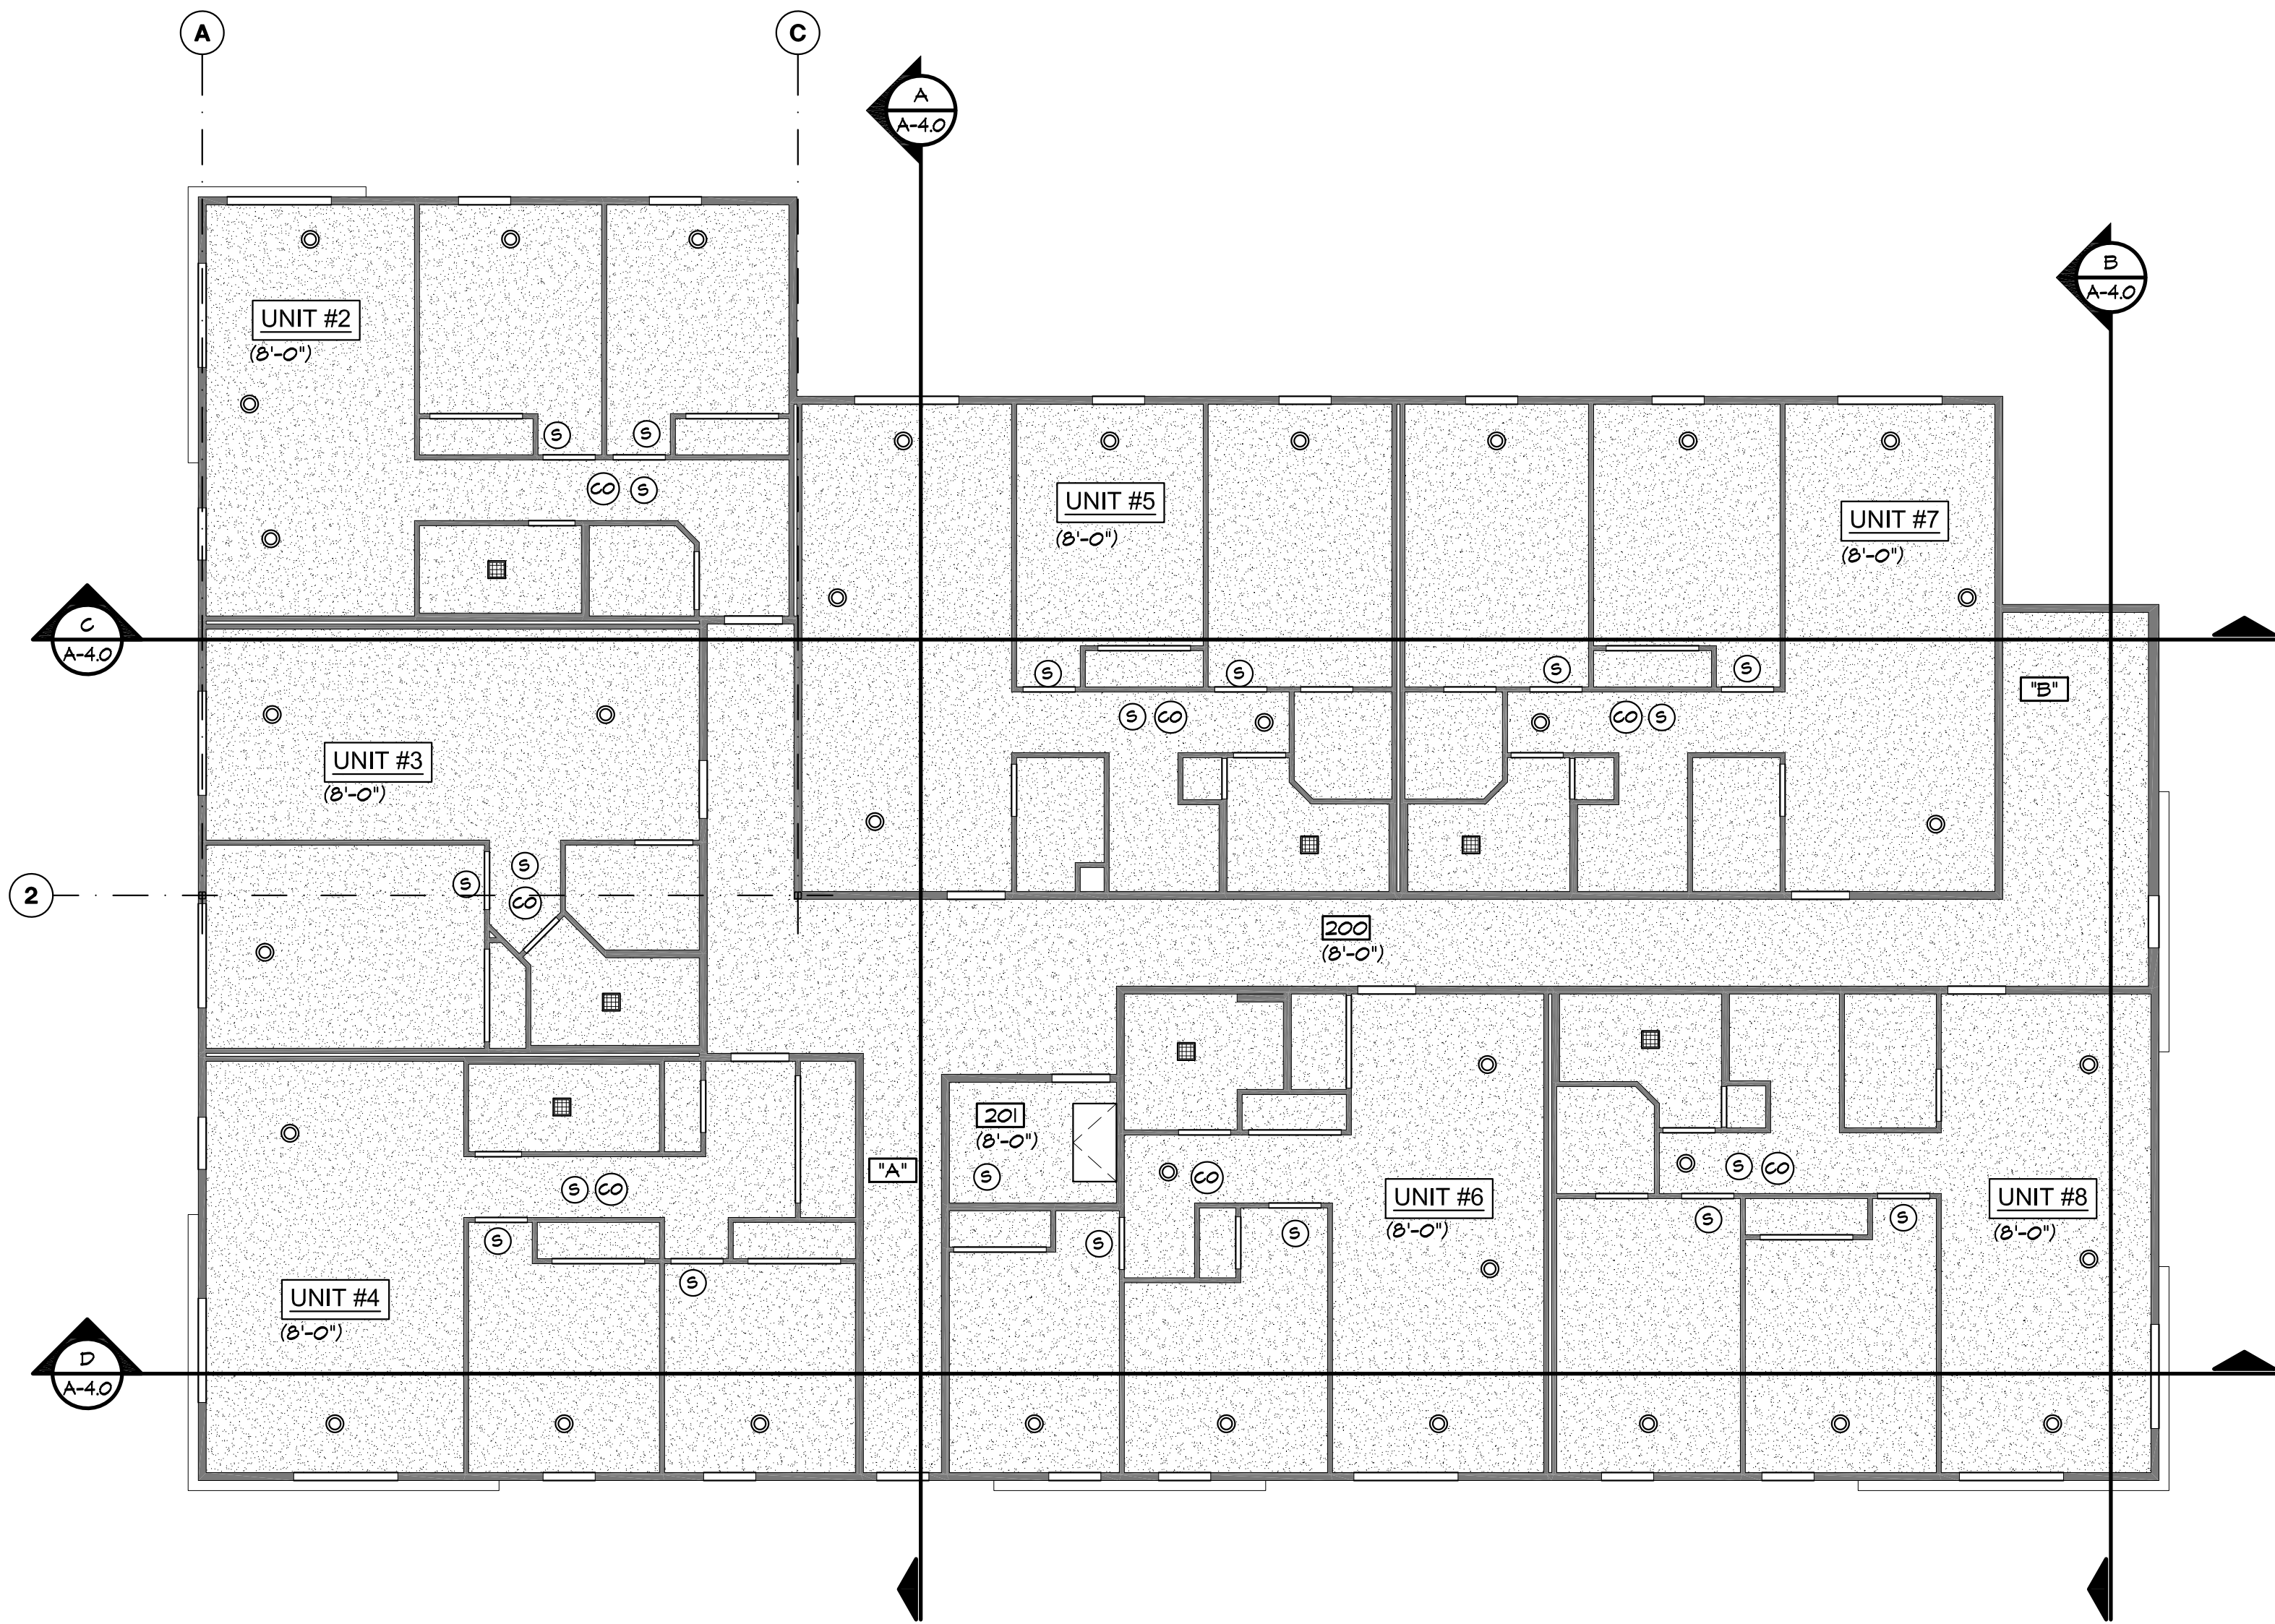 A
C
A
A-4.0
B
A-4.0
UNIT #2
(8'-0")
S
S
CO
S
UNIT #5
(8'-0")
UNIT #7
(8'-0")
C
A-4.0
S
S
S
S
"B"
S
CO
CO
S
UNIT #3
(8'-0")
S
S
CO
2
200
(8'-0")
201
(8'-0")
S
"A"
S
CO
CO
S
CO
UNIT #6
(8'-0")
UNIT #8
(8'-0")
S
S
S
S
S
S
UNIT #4
(8'-0")
D
A-4.0